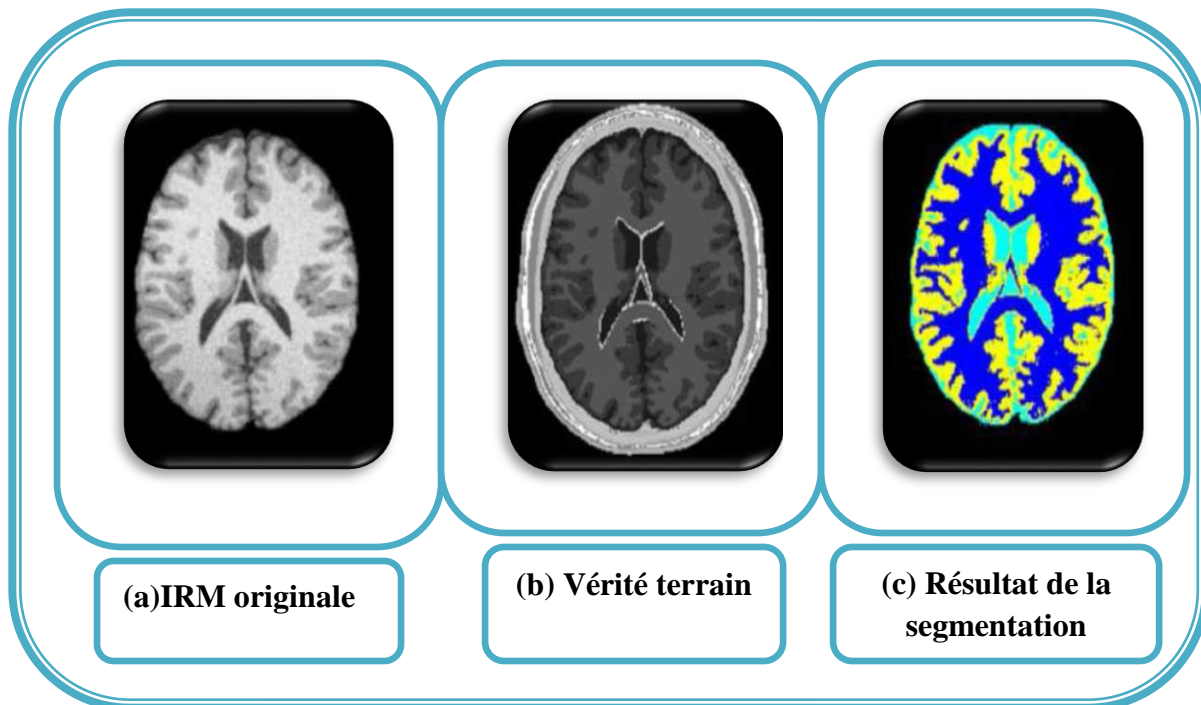 (a)IRM originale
(b) Vérité terrain
(c) Résultat de la
segmentation